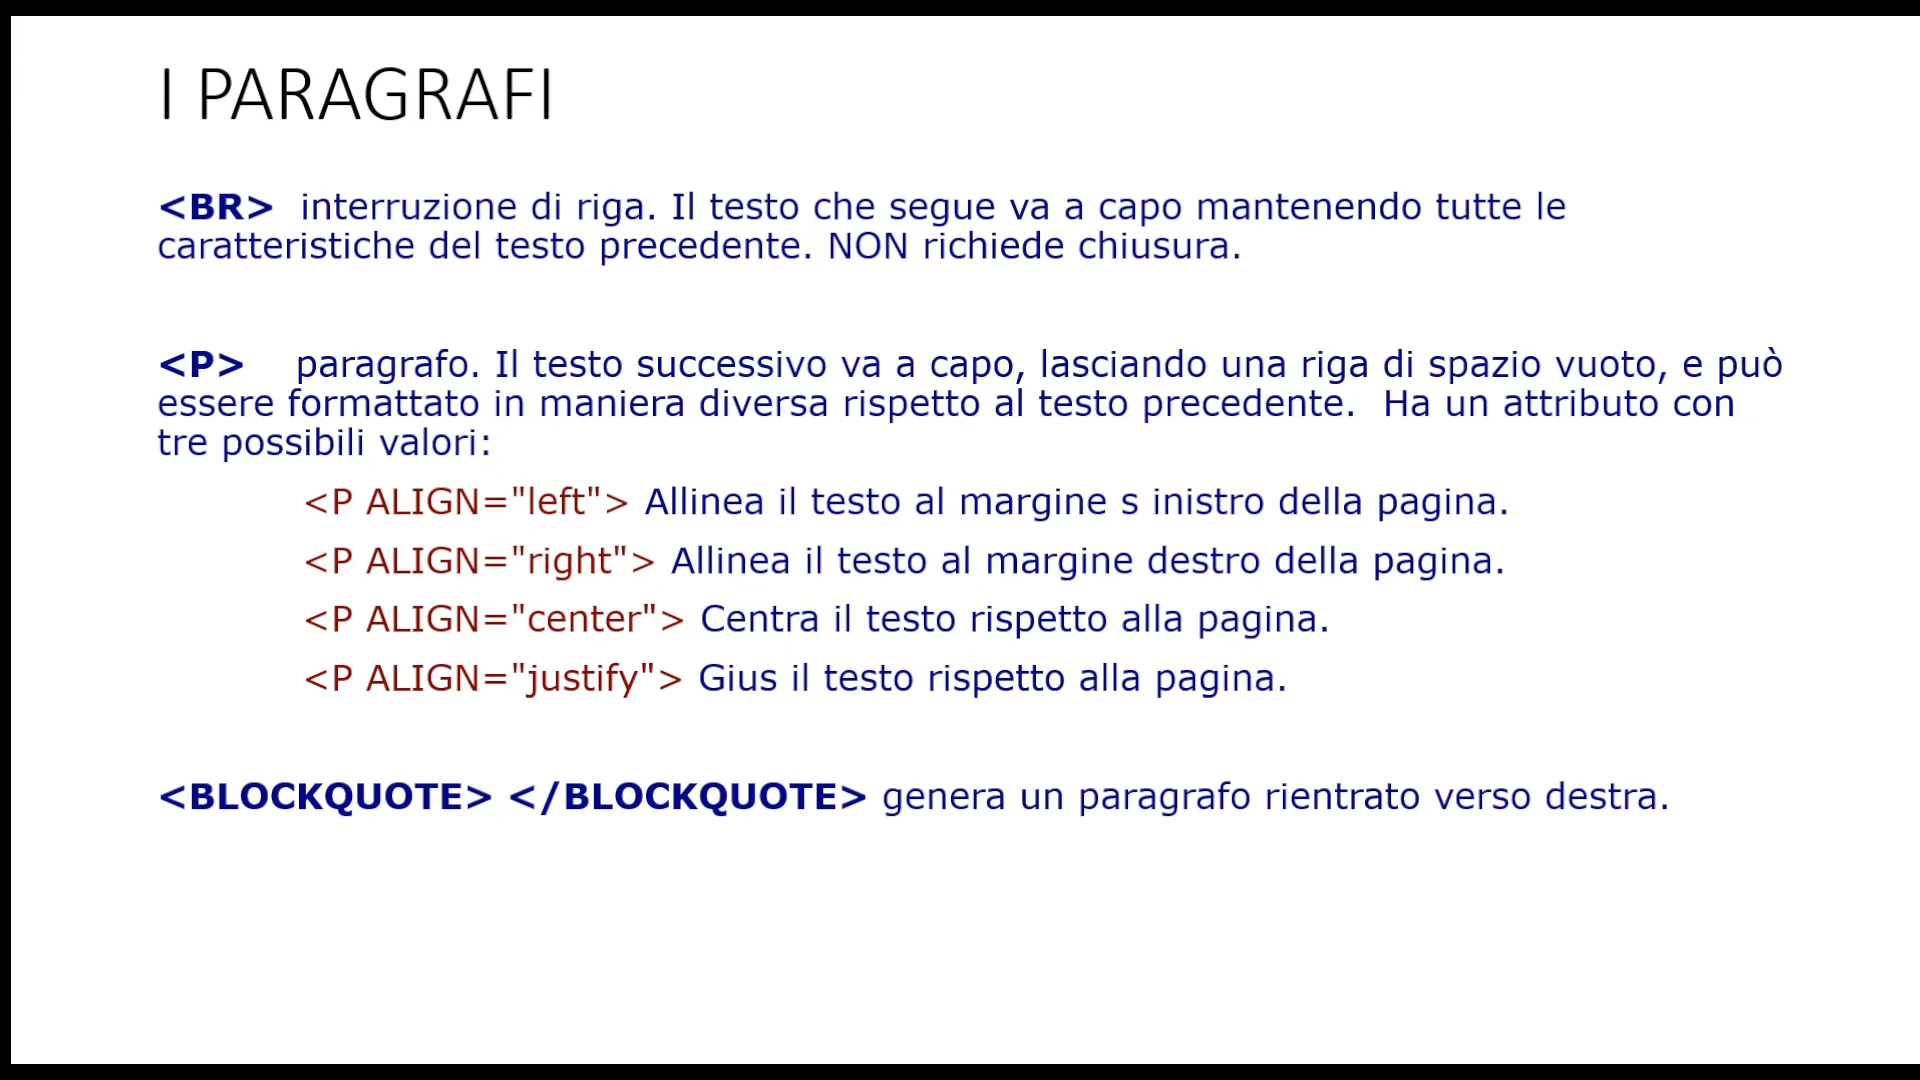 I PARAGRAFI
<BR> interruzione di riga. Il testo che segue va a capo mantenendo tutte le
caratteristiche del testo precedente. NON richiede chiusura.
<P> paragrafo. Il testo successivo va a capo, lasciando una riga di spazio vuoto, e può
essere formattato in maniera diversa rispetto al testo precedente. Ha un attributo con
tre possibili valori:
<P ALIGN="left"> Allinea il testo al margine s inistro della pagina.
<P ALIGN="right"> Allinea il testo al margine destro della pagina.
<P ALIGN="center"> Centra il testo rispetto alla pagina.
<P ALIGN="justify"> Gius il testo rispetto alla pagina.
<BLOCKQUOTE> </BLOCKQUOTE> genera un paragrafo rientrato verso destra.